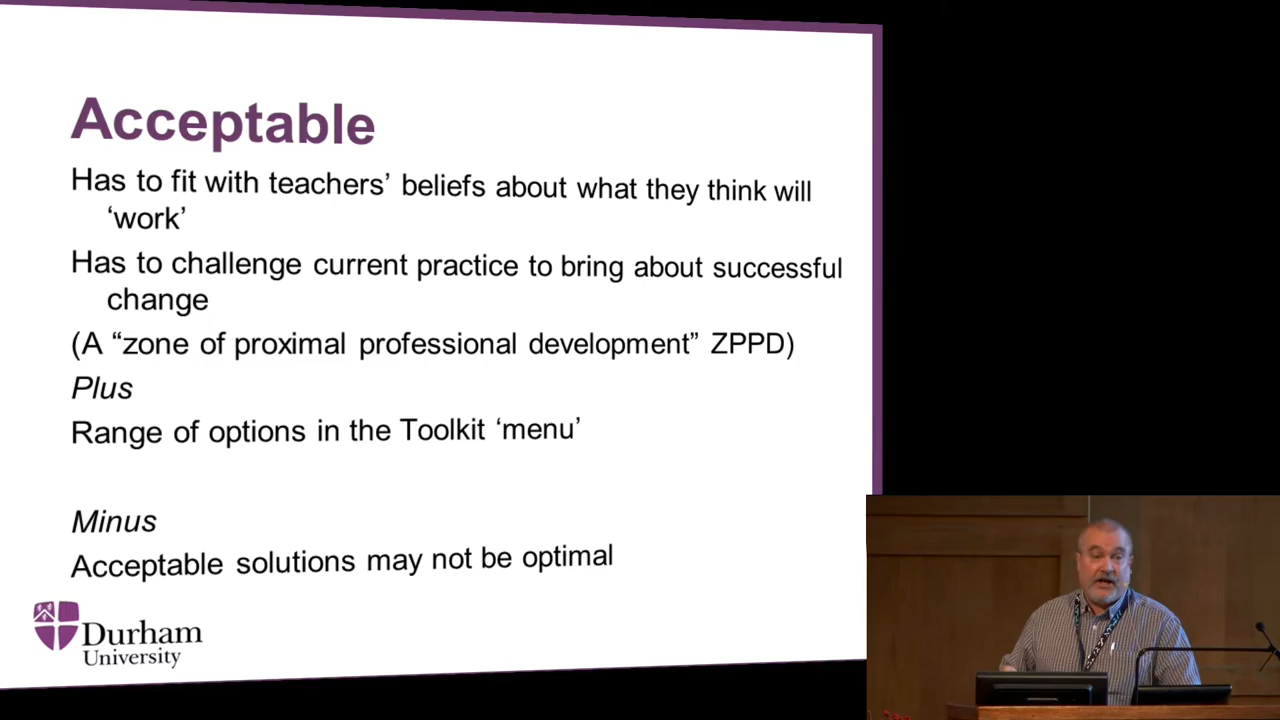 Acceptable
Has to fit with teachers’ beliefs about what they think will
‘work’
Has to challenge current practice to bring about successful
change
(A “zone of proximal professional development” ZPPD)
Plus
Range of options in the Toolkit ‘menu’
Minus
Acceptable solutions may not be optimal
Durham
University